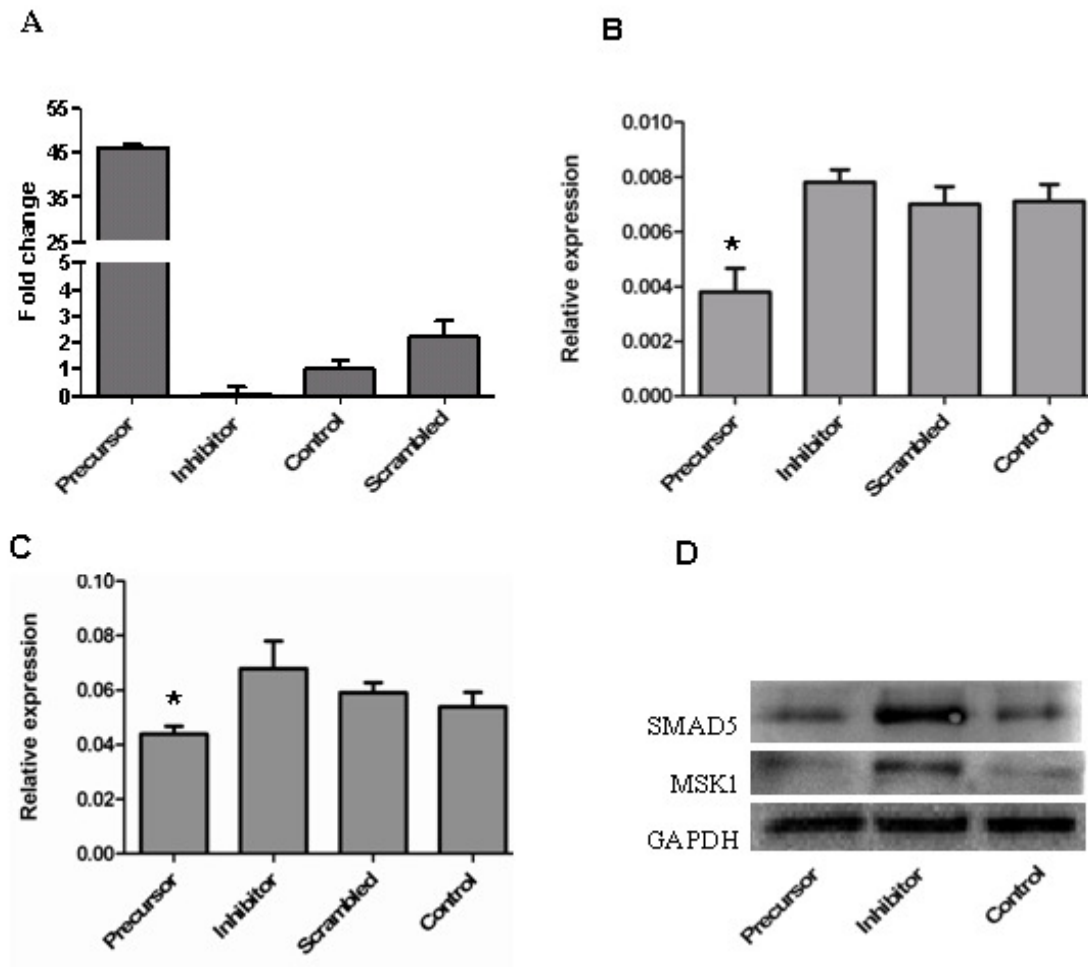 A
Fold change
55
45
35
25
5
4
3
2
1
0
Precursor
Inhibitor
Control
Scrambled
B
Relative expression
0.010
0.008
0.006
0.004
0.002
0.000
*
Precursor
Inhibitor
Scrambled
Control
C
Relative expression
0.10
0.08
0.06
0.04
0.02
0.00
*
Precursor
Inhibitor
Scrambled
Control
D
SMAD5
MSK1
GAPDH
Precursor
Inhibitor
Control